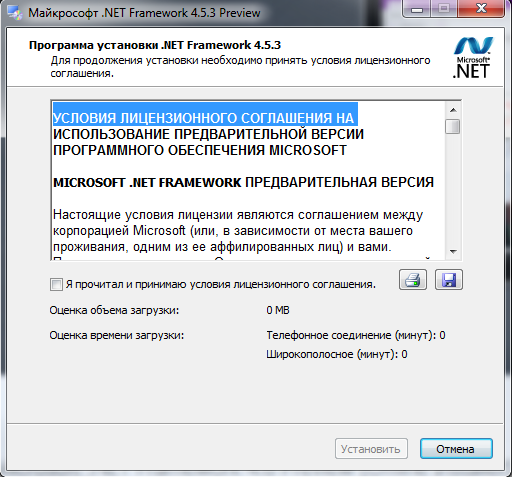 Майкрософт .NET Framework 4.5.3 Preview
Программа установки .NET Framework 4.5.3
Для продолжения установки необходимо принять условия лицензионного
соглашения.
Microsoft®
.NET
УСЛОВИЯ ЛИЦЕНЗИОННОГО СОГЛАШЕНИЯ НА
ИСПОЛЬЗОВАНИЕ ПРЕДВАРИТЕЛЬНОЙ ВЕРСИИ
ПРОГРАММНОГО ОБЕСПЕЧЕНИЯ MICROSOFT
MICROSOFT .NET FRAMEWORK ПРЕДВАРИТЕЛЬНАЯ ВЕРСИЯ
Настоящие условия лицензии являются соглашением между
корпорацией Microsoft (или, в зависимости от места вашего
проживания, одним из ее аффилированных лиц) и вами.
Я прочитал и принимаю условия лицензионного соглашения.
Оценка объема загрузки: 0 MB
Оценка времени загрузки: Телефонное соединение (минут): 0
Широкополосное (минут): 0
Установить Отмена